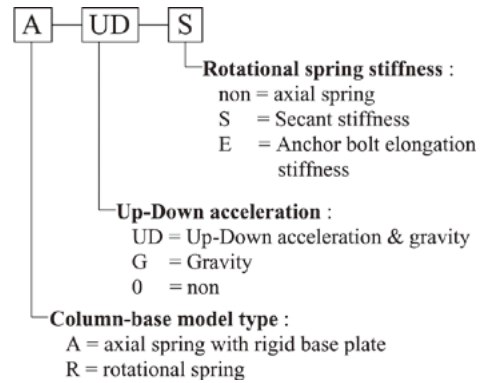 A UD S
Rotational spring stiffness :
non = axial spring
S = Secant stiffness
E = Anchor bolt elongation
stiffness
Up-Down acceleration :
UD = Up-Down acceleration & gravity
G = Gravity
0 = non
Column-base model type :
A = axial spring with rigid base plate
R = rotational spring